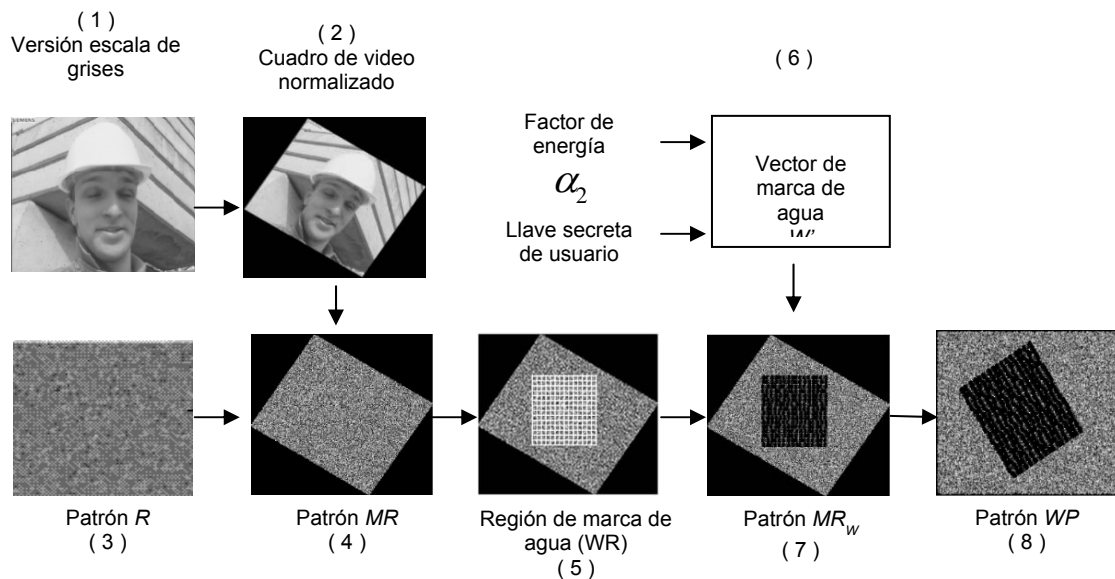 ( 1 )
Versión escala de
grises
( 2 )
Cuadro de video
normalizado
( 6 )
SIEMENS
Factor de
energía
α₂
Llave secreta
de usuario
Vector de
marca de
agua
W'
Patrón R
( 3 )
Patrón MR
( 4 )
Región de marca de
agua (WR)
( 5 )
Patrón MR_W
( 7 )
Patrón WP
( 8 )